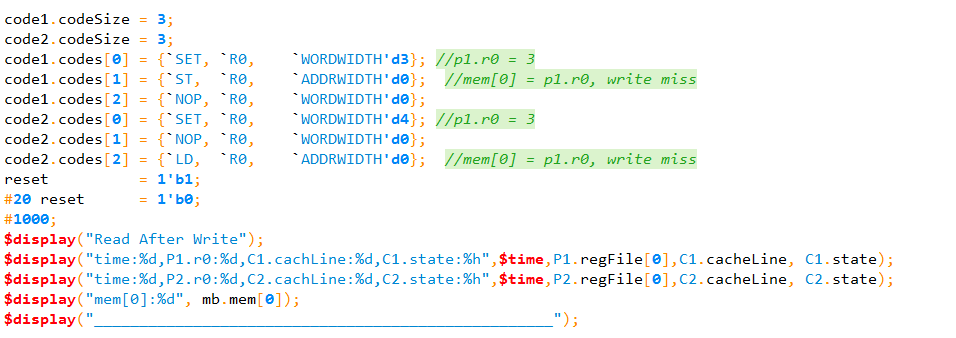 code1.codeSize = 3;
code2.codeSize = 3;
code1.codes[0] = {`SET, `R0,    `WORDWIDTH'd3}; //p1.r0 = 3
code1.codes[1] = {`ST,  `R0,    `ADDRWIDTH'd0};  //mem[0] = p1.r0, write miss
code1.codes[2] = {`NOP, `R0,    `WORDWIDTH'd0};
code2.codes[0] = {`SET, `R0,    `WORDWIDTH'd4}; //p1.r0 = 3
code2.codes[1] = {`NOP, `R0,    `WORDWIDTH'd0};
code2.codes[2] = {`LD,  `R0,    `ADDRWIDTH'd0};  //mem[0] = p1.r0, write miss
reset          = 1'b1;
#20 reset      = 1'b0;
#1000;
$display("Read After Write");
$display("time:%d,P1.r0:%d,C1.cachLine:%d,C1.state:%h",$time,P1.regFile[0],C1.cacheLine, C1.state);
$display("time:%d,P2.r0:%d,C2.cachLine:%d,C2.state:%h",$time,P2.regFile[0],C2.cacheLine, C2.state);
$display("mem[0]:%d", mb.mem[0]);
$display("___________________________________________________");